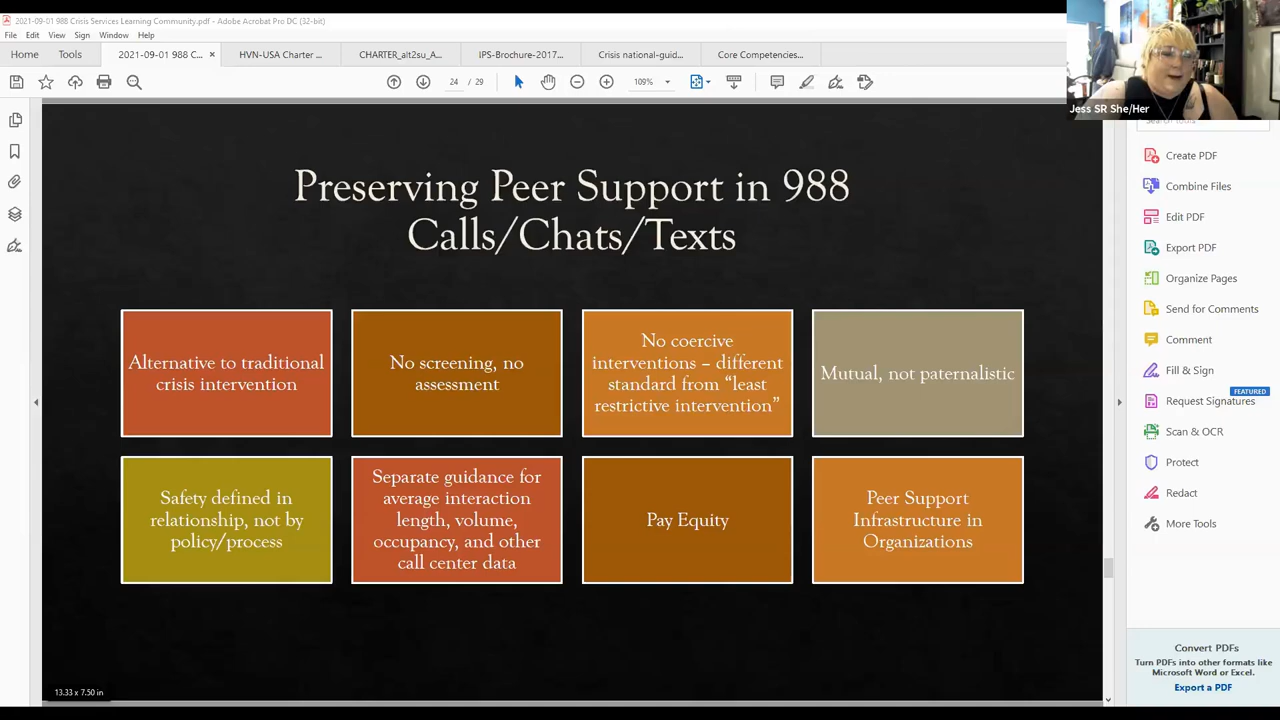 2021-09-01 988 Crisis Services Learning Community.pdf - Adobe Acrobat Pro DC (32-bit)
File Edit View Sign Window Help
Home Tools 2021-09-01 988 C... × HVN-USA Charter ... CHARTER_alt2su_A... IPS-Brochure-2017... Crisis national-guid... Core Competencies...
24 / 29 109%
Jess SR She/Her
Search tools
Preserving Peer Support in 988
Calls/Chats/Texts
Alternative to traditional
crisis intervention
No screening, no
assessment
No coercive
interventions – different
standard from “least
restrictive intervention”
Mutual, not paternalistic
Safety defined in
relationship, not by
policy/process
Separate guidance for
average interaction
length, volume,
occupancy, and other
call center data
Pay Equity
Peer Support
Infrastructure in
Organizations
13.33 x 7.50 in
Create PDF
Combine Files
Edit PDF
Export PDF
Organize Pages
Send for Comments
Comment
Fill & Sign
FEATURED
Request Signatures
Scan & OCR
Protect
Redact
More Tools
Convert PDFs
Turn PDFs into other formats like
Microsoft Word or Excel.
Export a PDF